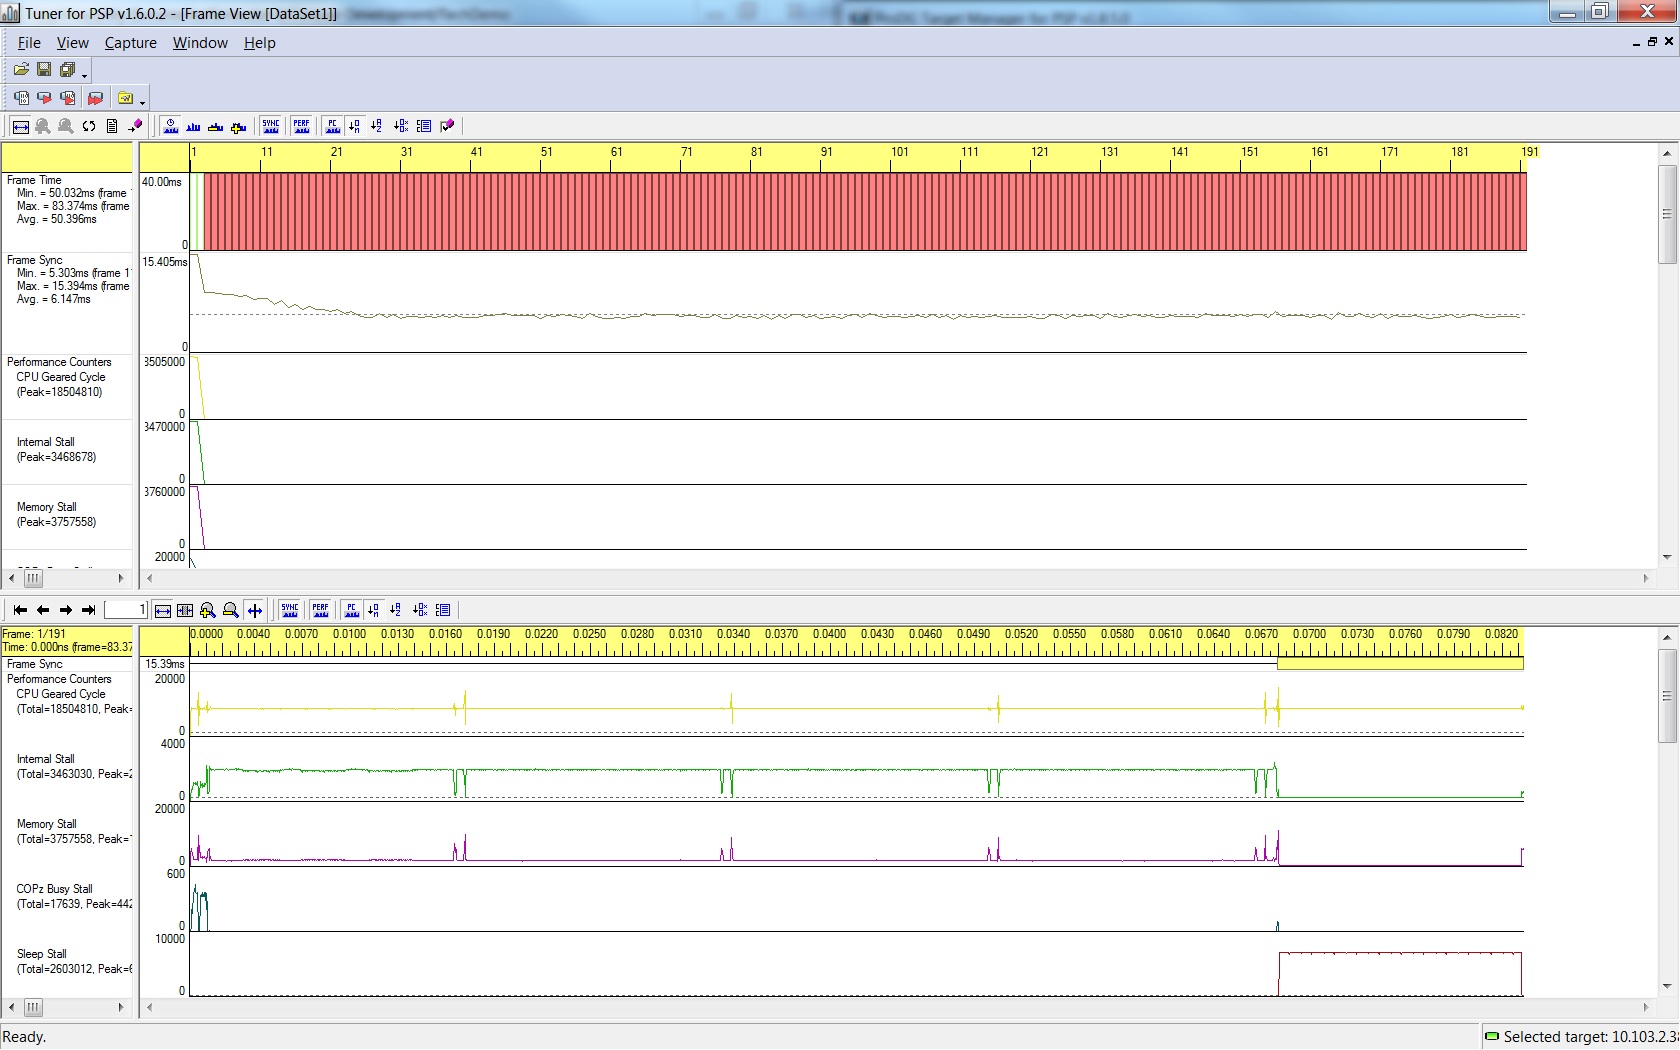 Tuner for PSP v1.6.0.2 - [Frame View [DataSet1]]
File View Capture Window Help
1 11 21 31 41 51 61 71 81 91 101 111 121 131 141 151 161 171 181 191
Frame Time
Min. = 50.032ms (frame
Max. = 83.374ms (frame
Avg. = 50.396ms
40.00ms
0
Frame Sync
Min. = 5.303ms (frame 1
Max. = 15.394ms (frame
Avg. = 6.147ms
15.405ms
0
Performance Counters
CPU Geared Cycle
(Peak=18504810)
3505000
0
Internal Stall
(Peak=3468678)
3470000
0
Memory Stall
(Peak=3757558)
3760000
0
20000
1
SYNC PERF PC
Frame: 1/191
Time: 0.000ns (frame=83.37
0.0000 0.0040 0.0070 0.0100 0.0130 0.0160 0.0190 0.0220 0.0250 0.0280 0.0310 0.0340 0.0370 0.0400 0.0430 0.0460 0.0490 0.0520 0.0550 0.0580 0.0610 0.0640 0.0670 0.0700 0.0730 0.0760 0.0790 0.0820
Frame Sync
15.39ms
Performance Counters
CPU Geared Cycle
(Total=18504810, Peak=
20000
0
Internal Stall
(Total=3463030, Peak=2
4000
0
Memory Stall
(Total=3757558, Peak=
20000
0
COPz Busy Stall
(Total=17639, Peak=442
600
0
Sleep Stall
(Total=2603012, Peak=6
10000
0
Ready.
Selected target: 10.103.2.3